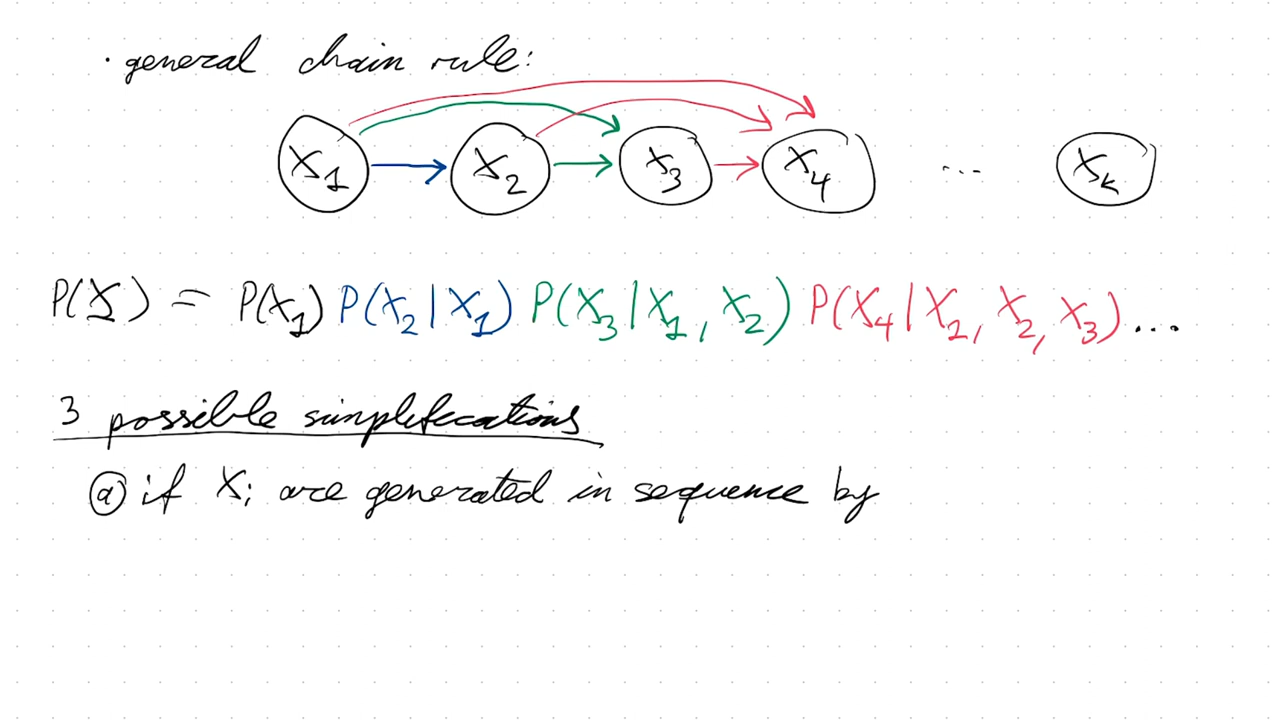 · general chain rule:
X₁ X₂ X₃ X₄ ... Xₖ
P(X) = P(X₁) P(X₂|X₁) P(X₃|X₁, X₂) P(X₄|X₁, X₂, X₃) ...
3 possible simplifications
ⓐ if Xᵢ are generated in sequence by